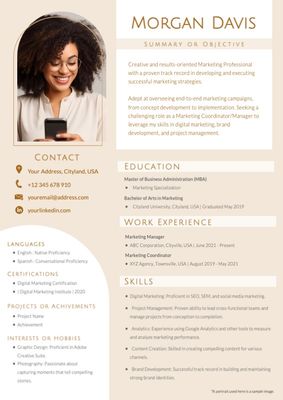 MORGAN DAVIS
SUMMARY OR OBJECTIVE
Creative and results-oriented Marketing Professional
with a proven track record in developing and executing
successful marketing strategies.
Adept at overseeing end-to-end marketing campaigns,
from concept development to implementation. Seeking a
challenging role as a Marketing Coordinator/Manager to
leverage my skills in digital marketing, brand
development, and project management.
CONTACT
Your Address, Cityland, USA
+12 345 678 910
youremail@address.com
yourlinkedin.com
LANGUAGES
English - Native Proficiency
Spanish - Conversational Proficiency
CERTIFICATIONS
Digital Marketing Certification
| Digital Marketing Institute | 2020
PROJECTS OR ACHIVEMENTS
Project Name
Achievement
INTERESTS OR HOBBIES
Graphic Design: Proficient in Adobe
Creative Suite
Photography: Passionate about
capturing moments that tell compelling
stories.
EDUCATION
Master of Business Administration (MBA)
Marketing Specialization
Bachelor of Arts in Marketing
Cityland University, Cityland, USA | Graduated May 2019
WORK EXPERIENCE
Marketing Manager
ABC Corporation, Cityville, USA | June 2021 - Present
Marketing Coordinator
XYZ Agency, Townsville, USA | August 2019 - May 2021
SKILLS
Digital Marketing: Proficient in SEO, SEM, and social media marketing.
Project Management: Proven ability to lead cross-functional teams and
manage projects from conception to completion.
Analytics: Experience using Google Analytics and other tools to measure
and analyze marketing performance.
Content Creation: Skilled in creating compelling content for various
channels.
Brand Development: Successful track record in building and maintaining
strong brand identities.
*A portrait used here is a sample image.